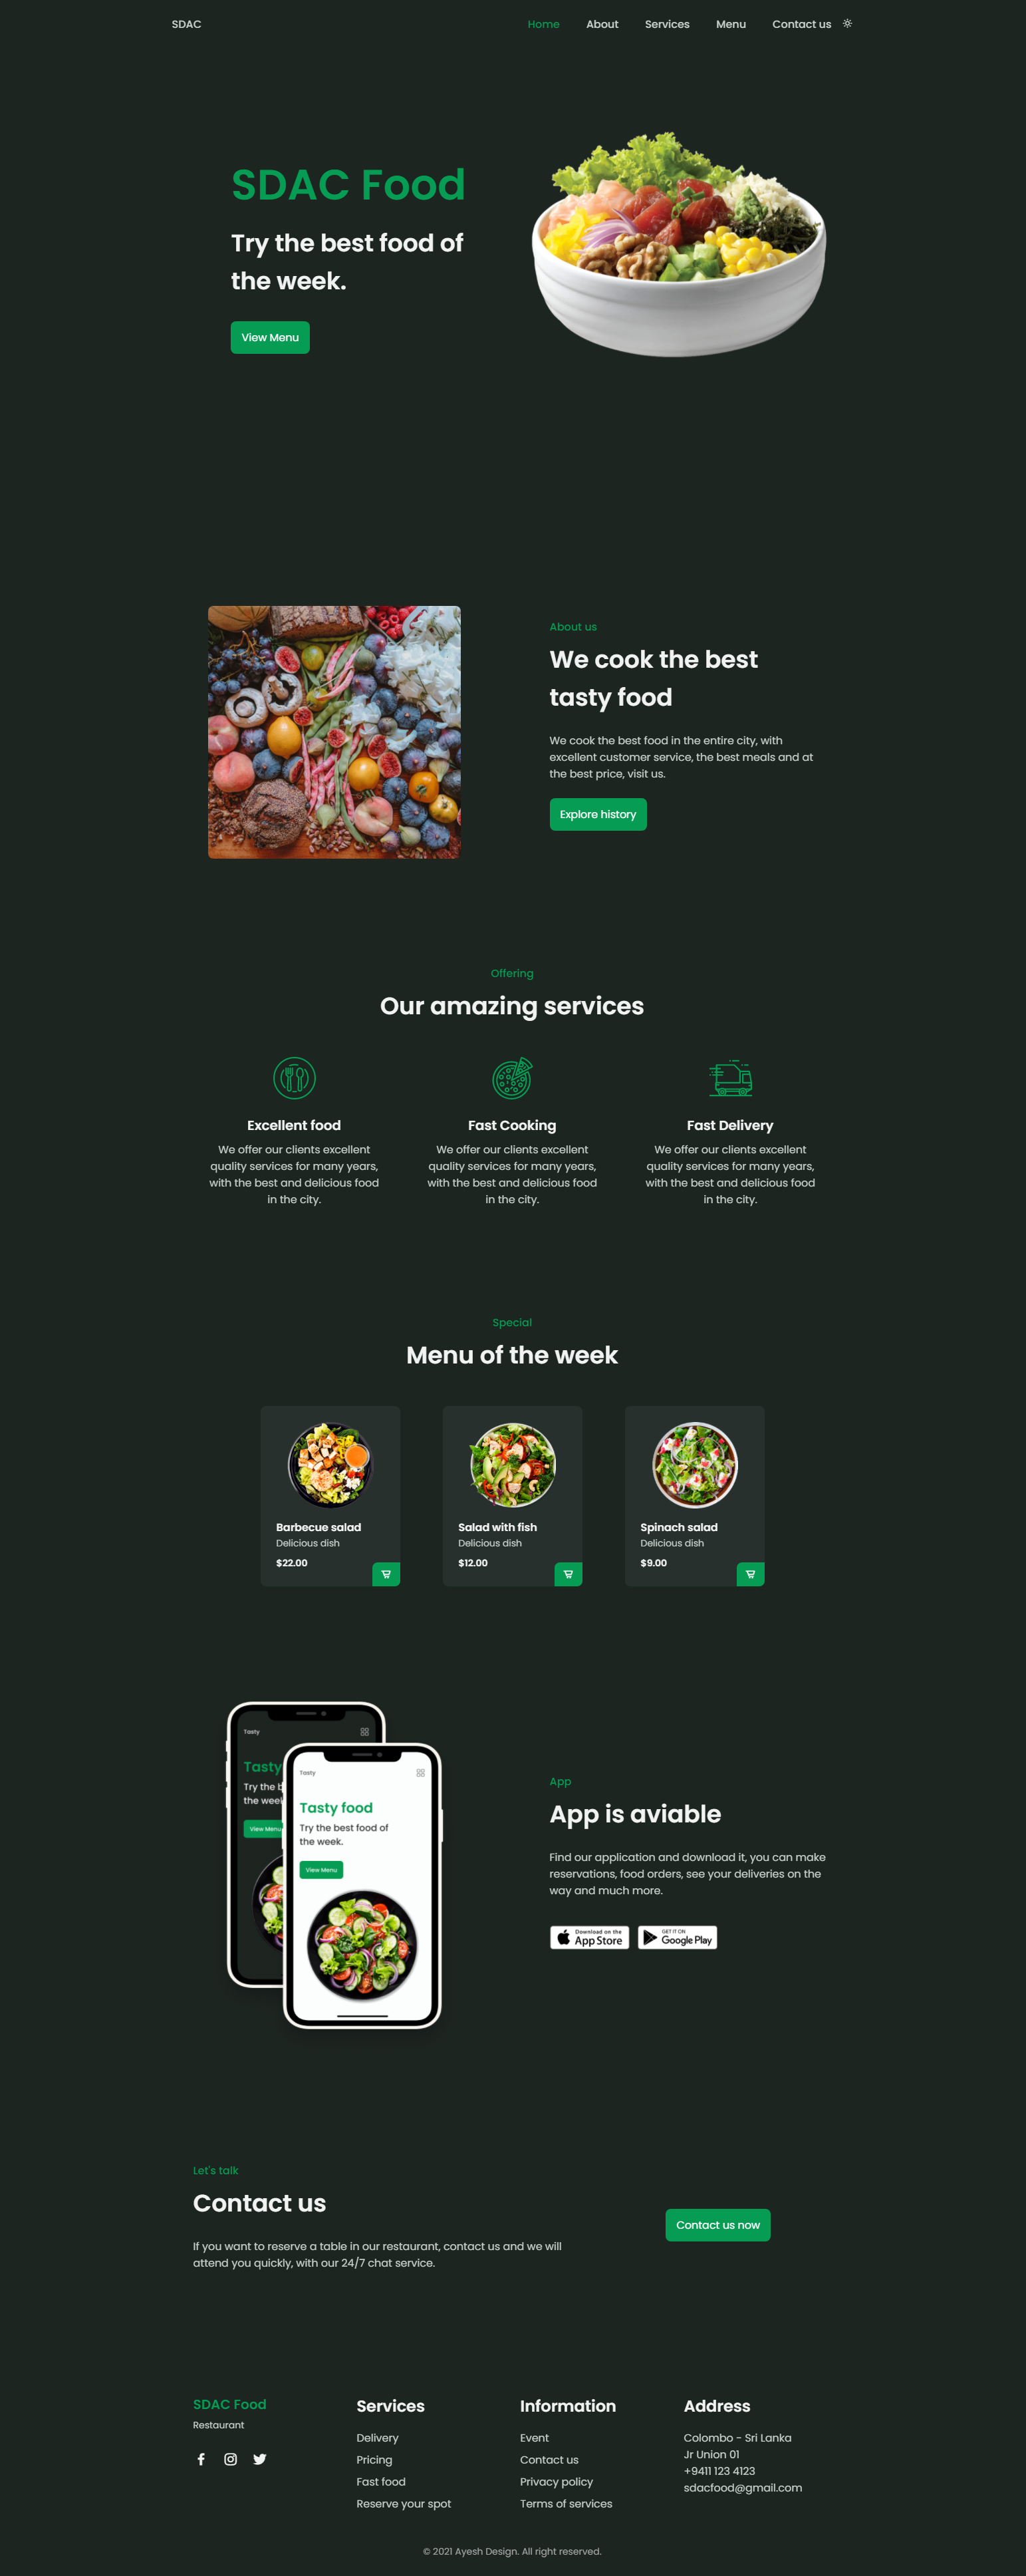 SDAC
Home About Services Menu Contact us
SDAC Food
Try the best food of
the week.
View Menu
About us
We cook the best
tasty food
We cook the best food in the entire city, with
excellent customer service, the best meals and at
the best price, visit us.
Explore history
Offering
Our amazing services
Excellent food
We offer our clients excellent
quality services for many years,
with the best and delicious food
in the city.
Fast Cooking
We offer our clients excellent
quality services for many years,
with the best and delicious food
in the city.
Fast Delivery
We offer our clients excellent
quality services for many years,
with the best and delicious food
in the city.
Special
Menu of the week
Barbecue salad
Delicious dish
$22.00
Salad with fish
Delicious dish
$12.00
Spinach salad
Delicious dish
$9.00
Tasty
Tasty
Try the b
the wee
View Menu
Tasty
Tasty food
Try the best food of
the week.
View Menu
App
App is aviable
Find our application and download it, you can make
reservations, food orders, see your deliveries on the
way and much more.
Download on the
App Store
GET IT ON
Google Play
Let's talk
Contact us
If you want to reserve a table in our restaurant, contact us and we will
attend you quickly, with our 24/7 chat service.
Contact us now
SDAC Food
Restaurant
Services
Delivery
Pricing
Fast food
Reserve your spot
Information
Event
Contact us
Privacy policy
Terms of services
Address
Colombo - Sri Lanka
Jr Union 01
+9411 123 4123
sdacfood@gmail.com
© 2021 Ayesh Design. All right reserved.